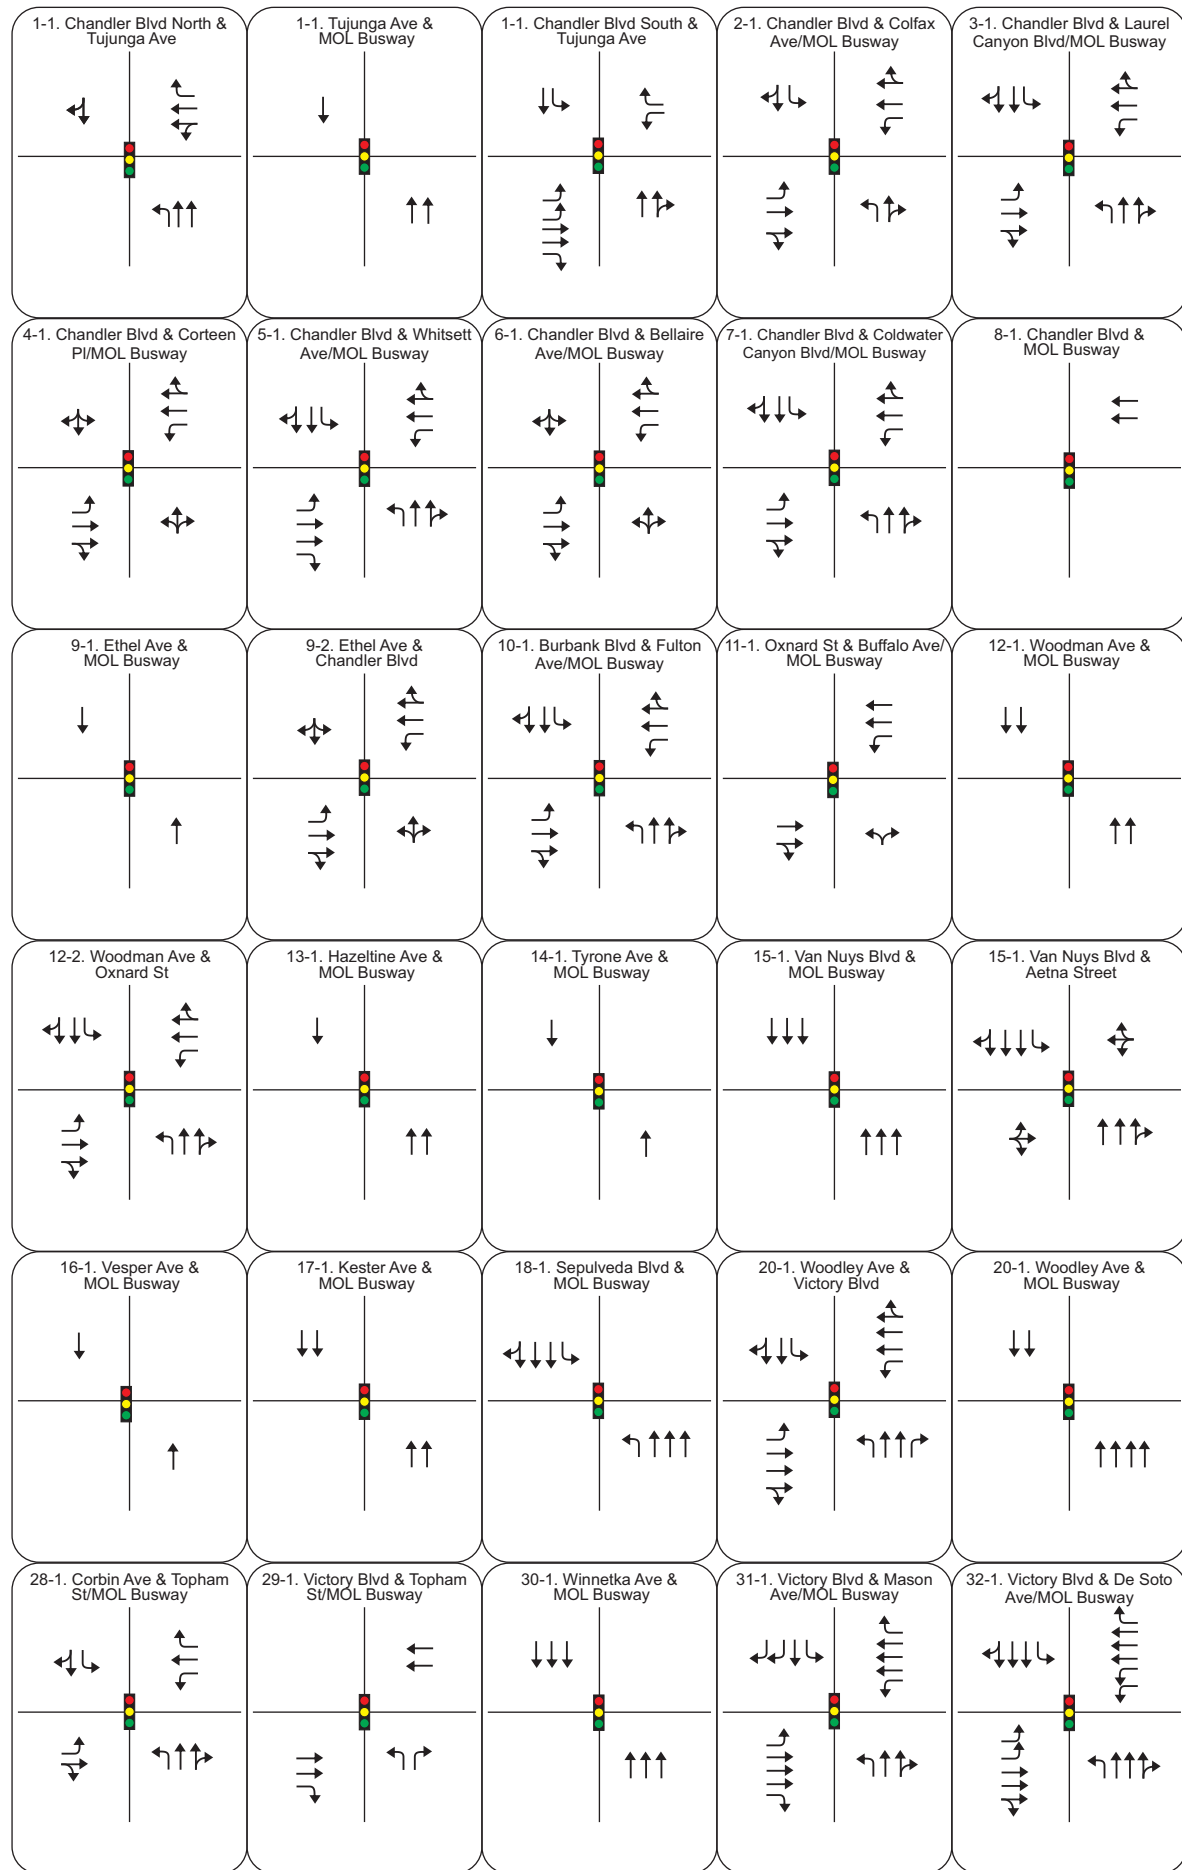 1-1. Chandler Blvd North &
Tujunga Ave
1-1. Tujunga Ave &
MOL Busway
1-1. Chandler Blvd South &
Tujunga Ave
2-1. Chandler Blvd & Colfax
Ave/MOL Busway
3-1. Chandler Blvd & Laurel
Canyon Blvd/MOL Busway
4-1. Chandler Blvd & Corteen
Pl/MOL Busway
5-1. Chandler Blvd & Whitsett
Ave/MOL Busway
6-1. Chandler Blvd & Bellaire
Ave/MOL Busway
7-1. Chandler Blvd & Coldwater
Canyon Blvd/MOL Busway
8-1. Chandler Blvd &
MOL Busway
9-1. Ethel Ave &
MOL Busway
9-2. Ethel Ave &
Chandler Blvd
10-1. Burbank Blvd & Fulton
Ave/MOL Busway
11-1. Oxnard St & Buffalo Ave/
MOL Busway
12-1. Woodman Ave &
MOL Busway
12-2. Woodman Ave &
Oxnard St
13-1. Hazeltine Ave &
MOL Busway
14-1. Tyrone Ave &
MOL Busway
15-1. Van Nuys Blvd &
MOL Busway
15-1. Van Nuys Blvd &
Aetna Street
16-1. Vesper Ave &
MOL Busway
17-1. Kester Ave &
MOL Busway
18-1. Sepulveda Blvd &
MOL Busway
20-1. Woodley Ave &
Victory Blvd
20-1. Woodley Ave &
MOL Busway
28-1. Corbin Ave & Topham
St/MOL Busway
29-1. Victory Blvd & Topham
St/MOL Busway
30-1. Winnetka Ave &
MOL Busway
31-1. Victory Blvd & Mason
Ave/MOL Busway
32-1. Victory Blvd & De Soto
Ave/MOL Busway